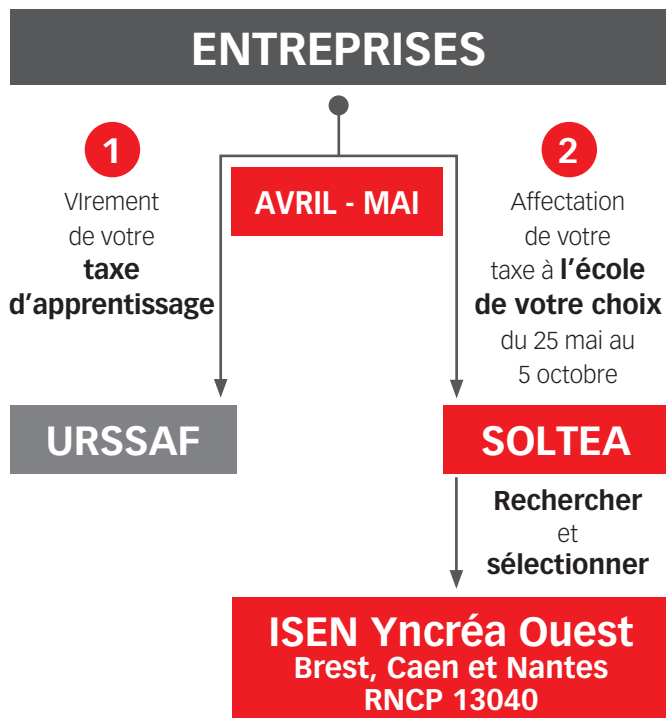 ENTREPRISES
1
VIrement
de votre
taxe
d'apprentissage
AVRIL - MAI
2
Affectation
de votre
taxe à l'école
de votre choix
du 25 mai au
5 octobre
URSSAF
SOLTEA
Rechercher
et
sélectionner
ISEN Yncréa Ouest
Brest, Caen et Nantes
RNCP 13040